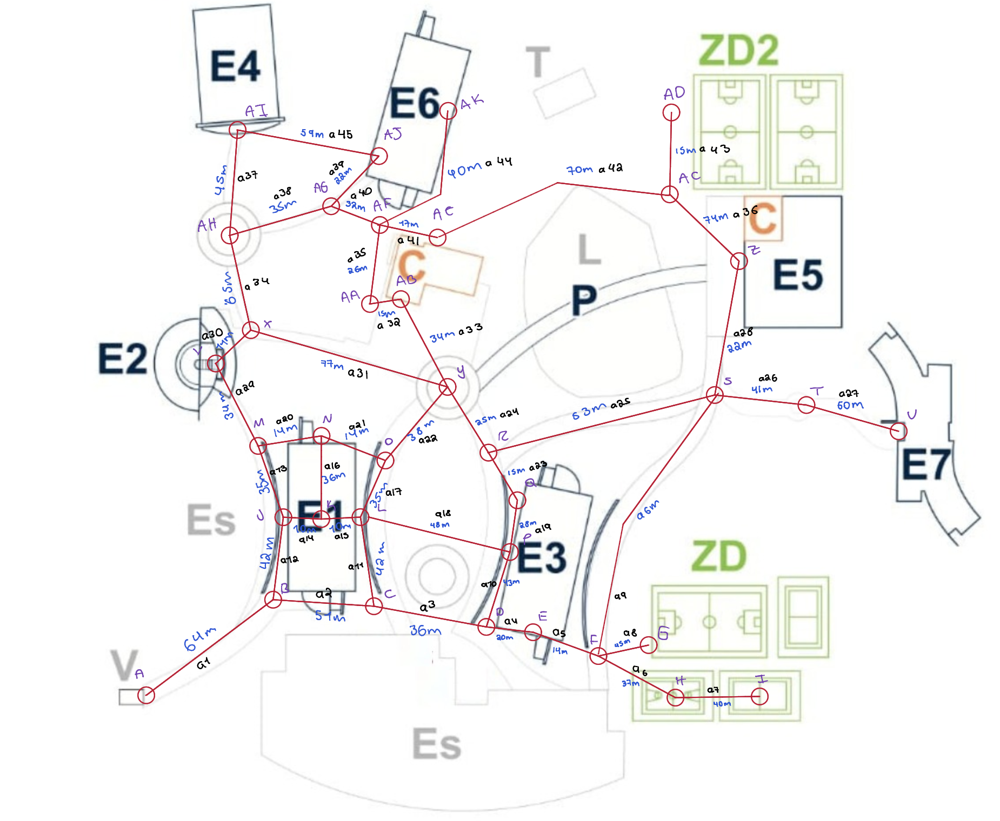 E4
AI
59m a45
45m
a37
E6
AK
AJ
a39
22m
40m a44
T
ZD2
AD
15m a43
AC
70m a42
74m a36
C
Z
E5
AG
a38
35m
a40
32m
AF
17m
AE
a41
AH
a35
26m
C
AB
AA
15m
a32
34m a33
L
P
65m
a34
X
a30
14m
V
E2
77m a31
Y
a28
22m
S
a26
41m
T
a27
60m
U
E7
a29
34m
M
a20
14m
N
a21
14m
O
38m
a22
25m a24
63m a25
R
15m a23
Q
a13
35m
a16
36m
a17
35m
L
a18
48m
28m
a19
P
Es
J
E1
K
10m
10m
a14
a15
42m
a12
a11
42m
E3
a10
43m
a6m
a9
ZD
B
a2
51m
C
a3
36m
D
a4
20m
E
a5
14m
F
a8
45m
G
a6
37m
H
a7
40m
I
64m
a1
V
A
Es